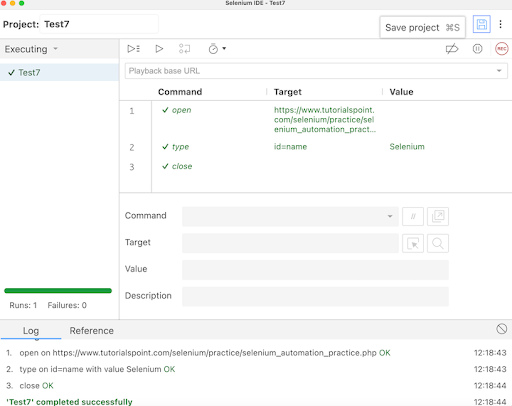 Selenium IDE - Test7
Project: Test7
Save project ⌘S
Executing
REC
✓ Test7
Playback base URL
Command Target Value
1 ✓ open https://www.tutorialspoint.
com/selenium/practice/sel
enium_automation_pract...
2 ✓ type id=name Selenium
3 ✓ close
Command
//
Target
Value
Description
Runs: 1 Failures: 0
Log Reference
1. open on https://www.tutorialspoint.com/selenium/practice/selenium_automation_practice.php OK 12:18:43
2. type on id=name with value Selenium OK 12:18:43
3. close OK 12:18:44
'Test7' completed successfully 12:18:44